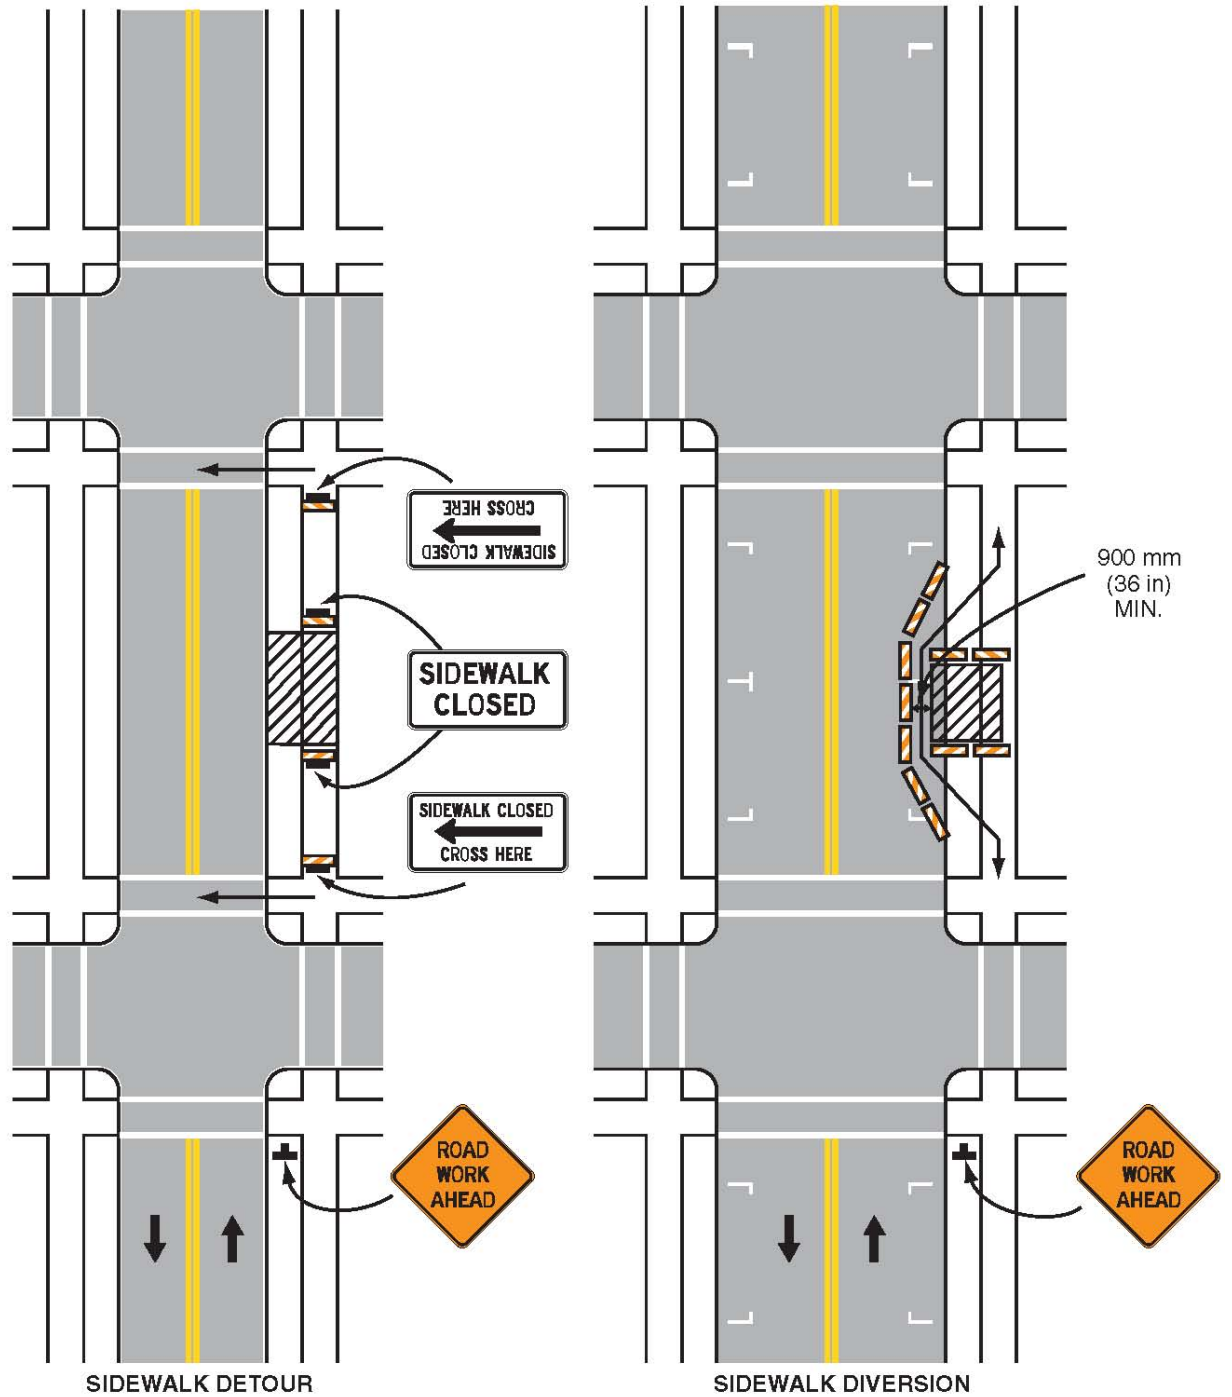 CROSS HERE
SIDEWALK CLOSED
900 mm
(36 in)
MIN.
SIDEWALK
CLOSED
SIDEWALK CLOSED
CROSS HERE
ROAD
WORK
AHEAD
ROAD
WORK
AHEAD
SIDEWALK DETOUR
SIDEWALK DIVERSION